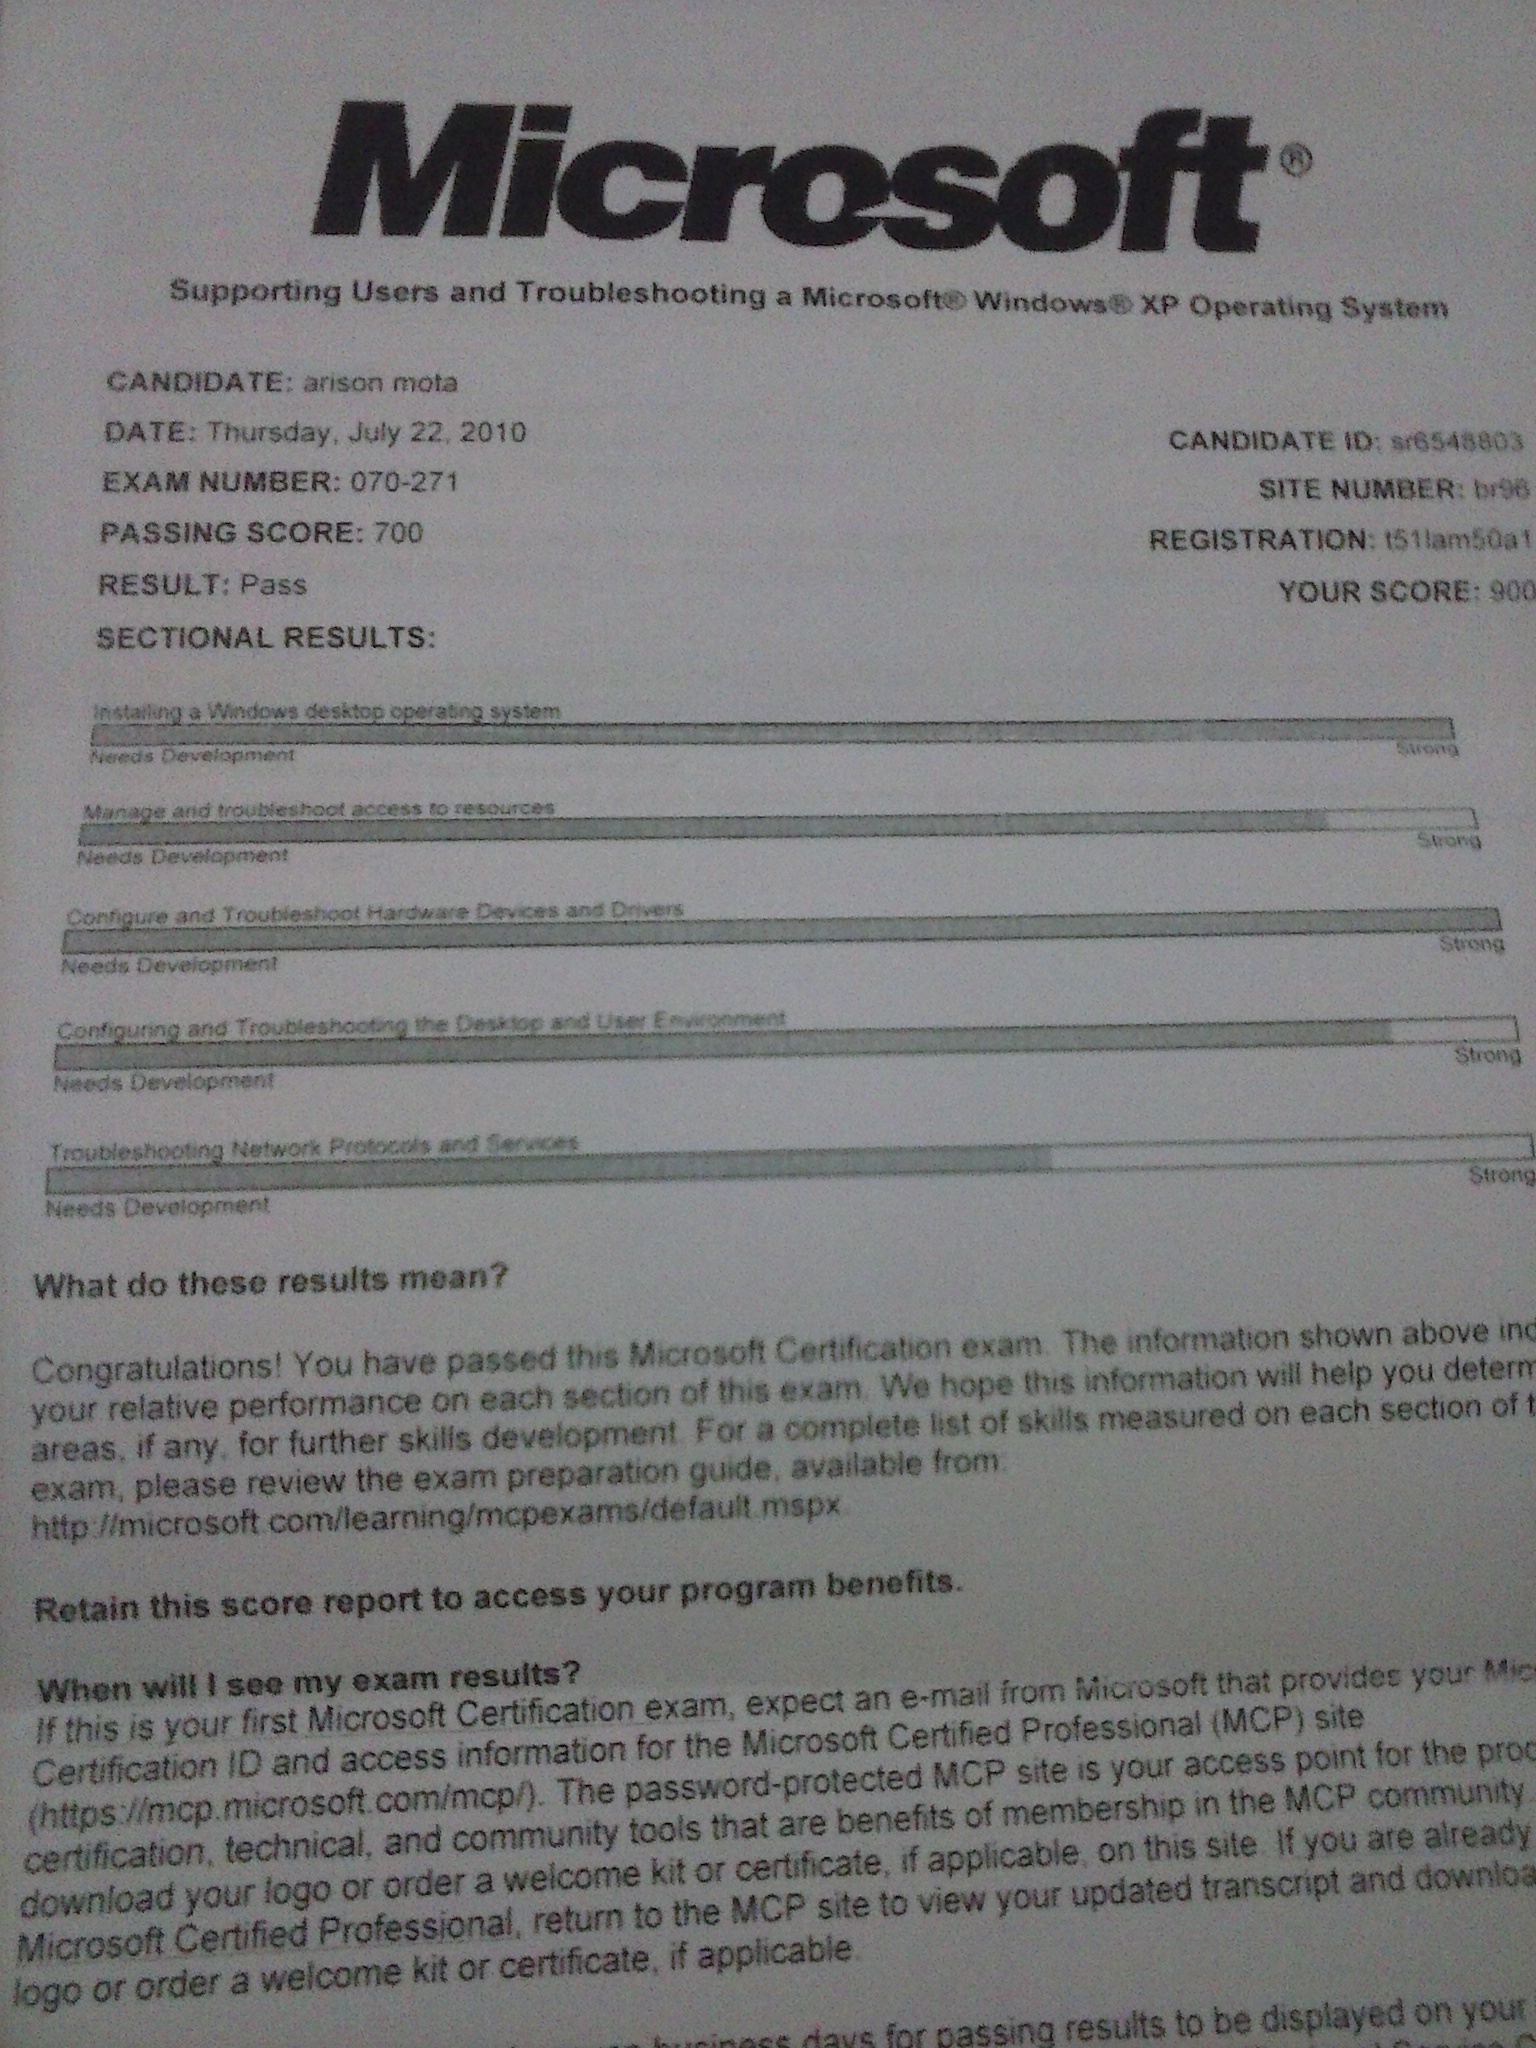 Microsoft®
Supporting Users and Troubleshooting a Microsoft® Windows® XP Operating System
CANDIDATE: arison mota
DATE: Thursday, July 22, 2010
CANDIDATE ID: sr6548803
EXAM NUMBER: 070-271
SITE NUMBER: br96
PASSING SCORE: 700
REGISTRATION: t51lam50a1
RESULT: Pass
YOUR SCORE: 900
SECTIONAL RESULTS:
Installing a Windows desktop operating system
Needs Development Strong
Manage and troubleshoot access to resources
Needs Development Strong
Configure and Troubleshoot Hardware Devices and Drivers
Needs Development Strong
Configuring and Troubleshooting the Desktop and User Environment
Needs Development Strong
Troubleshooting Network Protocols and Services
Needs Development Strong
What do these results mean?
Congratulations! You have passed this Microsoft Certification exam. The information shown above ind
your relative performance on each section of this exam. We hope this information will help you determ
areas, if any, for further skills development. For a complete list of skills measured on each section of t
exam, please review the exam preparation guide, available from:
http://microsoft.com/learning/mcpexams/default.mspx.
Retain this score report to access your program benefits.
When will I see my exam results?
If this is your first Microsoft Certification exam, expect an e-mail from Microsoft that provides your Mic
Certification ID and access information for the Microsoft Certified Professional (MCP) site
(https://mcp.microsoft.com/mcp/). The password-protected MCP site is your access point for the
certification, technical, and community tools that are benefits of membership in the MCP community.
download your logo or order a welcome kit or certificate, if applicable, on this site. If you are already
Microsoft Certified Professional, return to the MCP site to view your updated transcript and downloa
logo or order a welcome kit or certificate, if applicable.
business days for passing results to be displayed on your